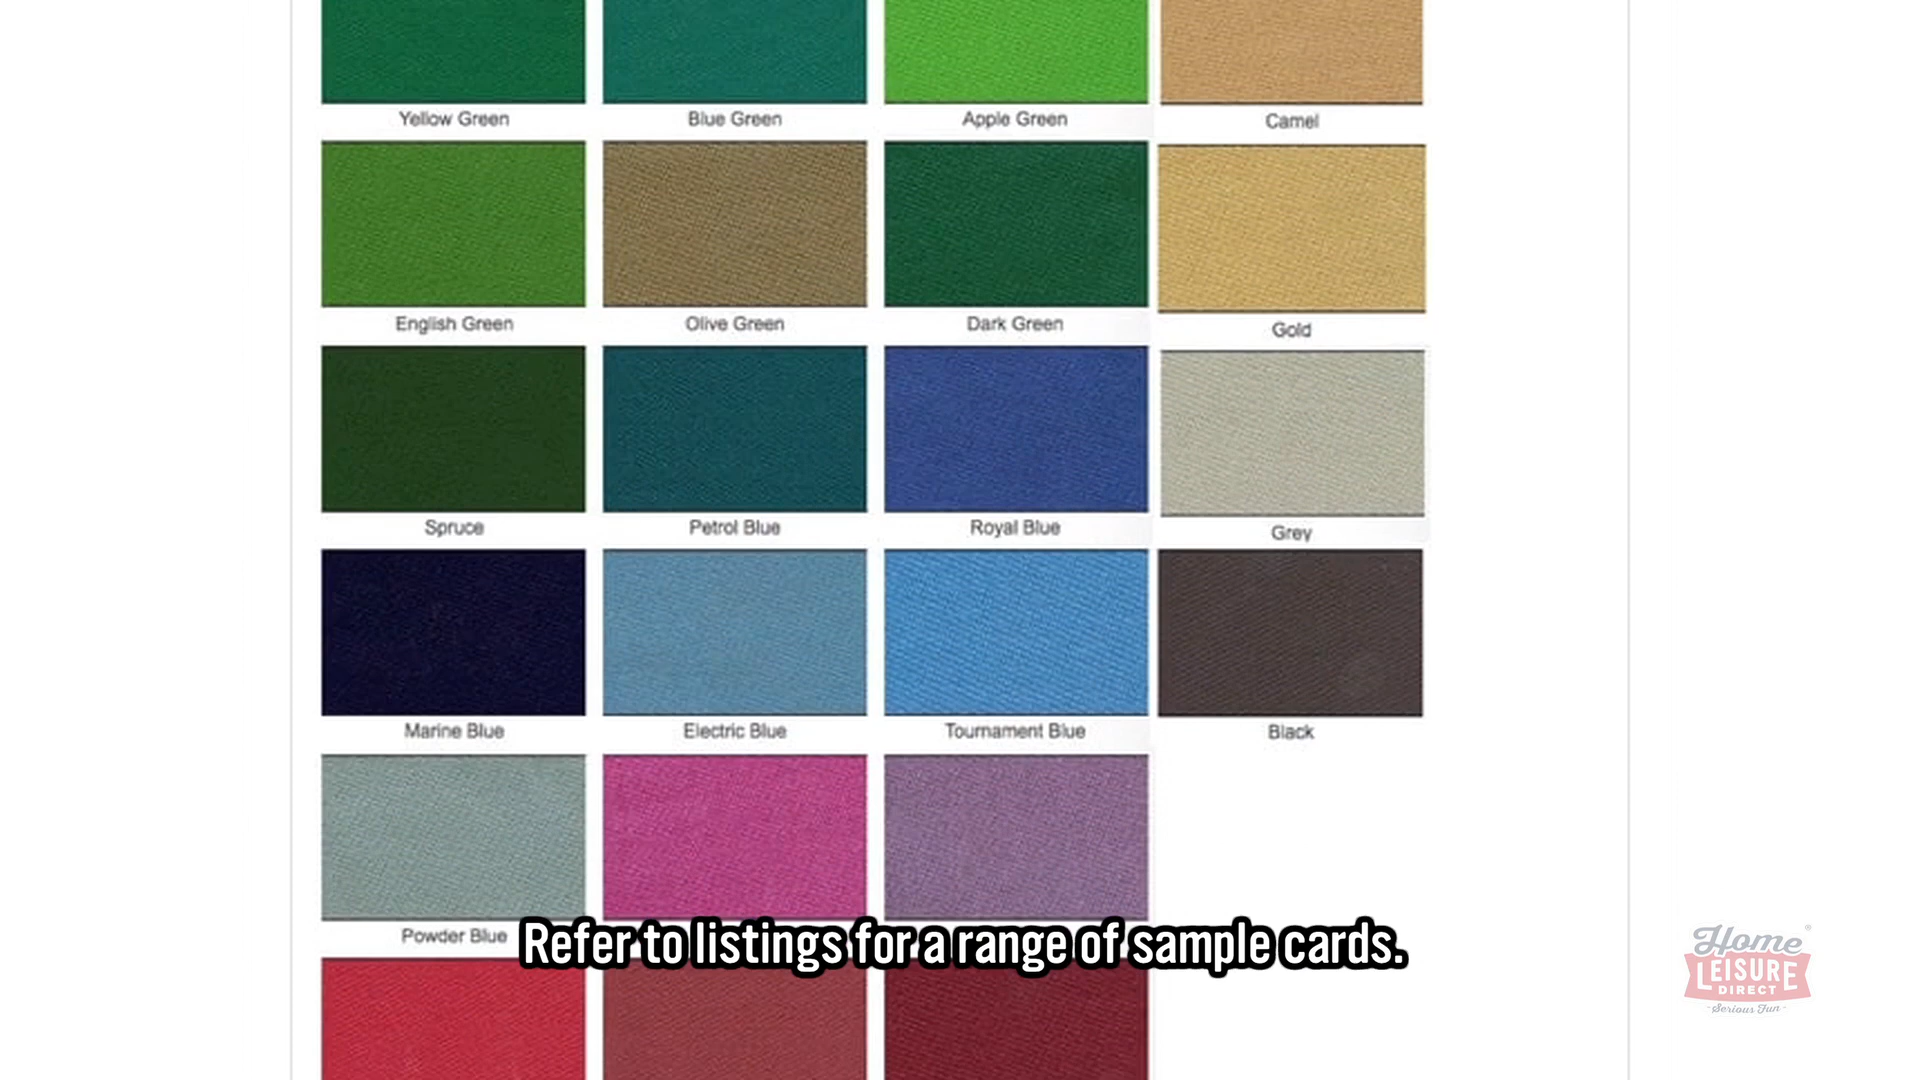 Yellow Green
Blue Green
Apple Green
Camel
English Green
Olive Green
Dark Green
Gold
Spruce
Petrol Blue
Royal Blue
Grey
Marine Blue
Electric Blue
Tournament Blue
Black
Powder Blue
Refer to listings for a range of sample cards.
Home
LEISURE
DIRECT
-Serious Fun-